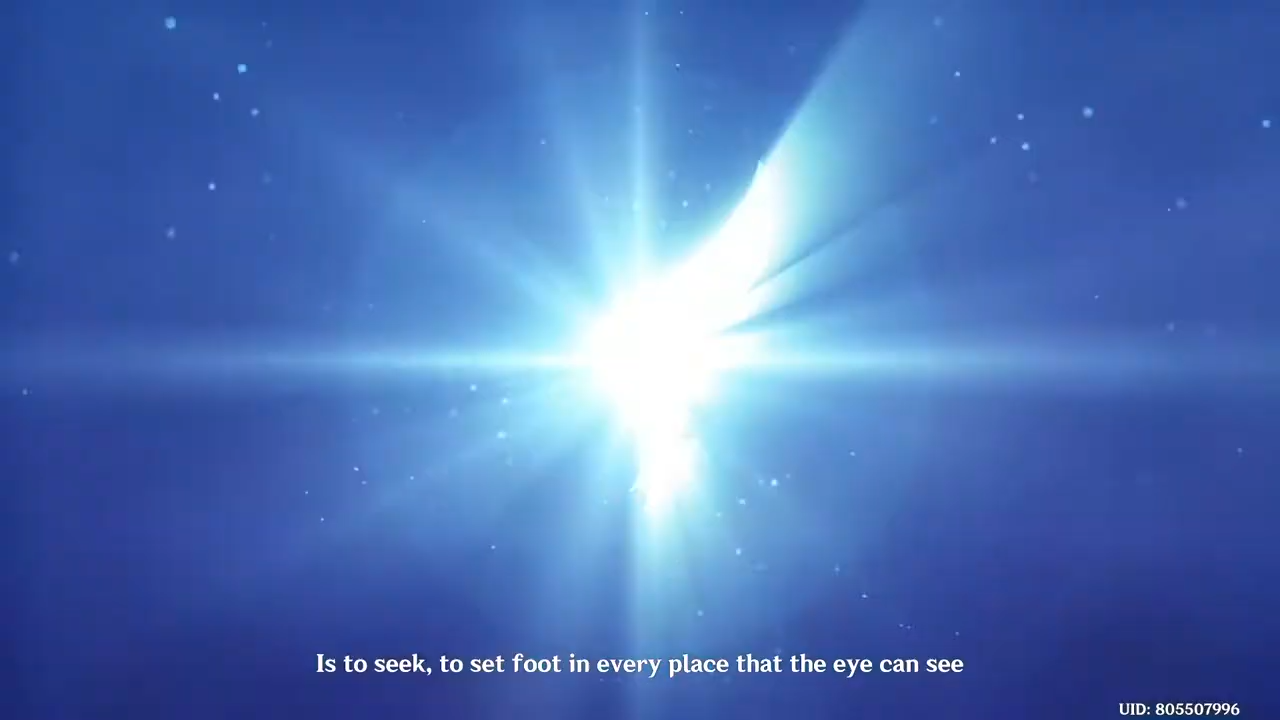 Is to seek, to set foot in every place that the eye can see
UID: 805507996